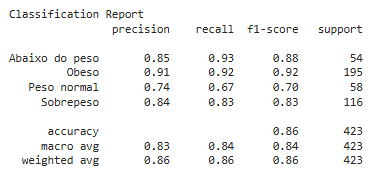 Classification Report
precision recall f1-score support
Abaixo do peso 0.85 0.93 0.88 54
Obeso 0.91 0.92 0.92 195
Peso normal 0.74 0.67 0.70 58
Sobrepeso 0.84 0.83 0.83 116
accuracy 0.86 423
macro avg 0.83 0.84 0.84 423
weighted avg 0.86 0.86 0.86 423